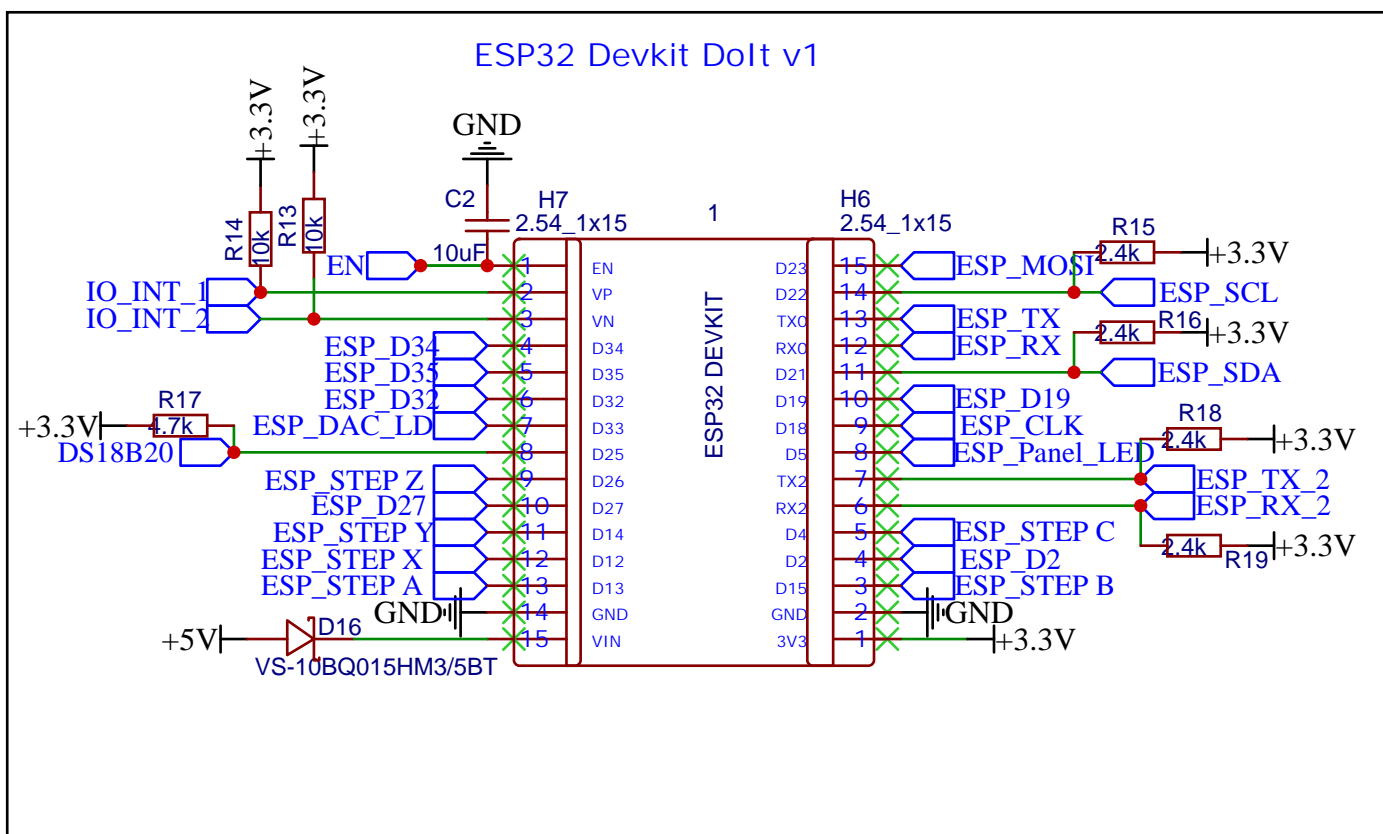 ESP32 Devkit DoIt v1
+3.3V
+3.3V
GND
R14
10k
R13
10k
C2
10uF
H7
2.54_1x15
1
H6
2.54_1x15
ESP32 DEVKIT
EN
IO_INT_1
IO_INT_2
ESP_D34
ESP_D35
ESP_D32
ESP_DAC_LD
+3.3V
R17
4.7k
DS18B20
ESP_STEP Z
ESP_D27
ESP_STEP Y
ESP_STEP X
ESP_STEP A
GND
+5V
D16
VS-10BQ015HM3/5BT
1 EN
2 VP
3 VN
4 D34
5 D35
6 D32
7 D33
8 D25
9 D26
10 D27
11 D14
12 D12
13 D13
14 GND
15 VIN
D23 15
D22 14
TX0 13
RX0 12
D21 11
D19 10
D18 9
D5 8
TX2 7
RX2 6
D4 5
D2 4
D15 3
GND 2
3V3 1
R15
2.4k
+3.3V
ESP_MOSI
ESP_SCL
ESP_TX
ESP_RX
2.4k
R16
+3.3V
ESP_SDA
ESP_D19
ESP_CLK
ESP_Panel_LED
R18
2.4k
+3.3V
ESP_TX_2
ESP_RX_2
2.4k
R19
+3.3V
ESP_STEP C
ESP_D2
ESP_STEP B
GND
+3.3V